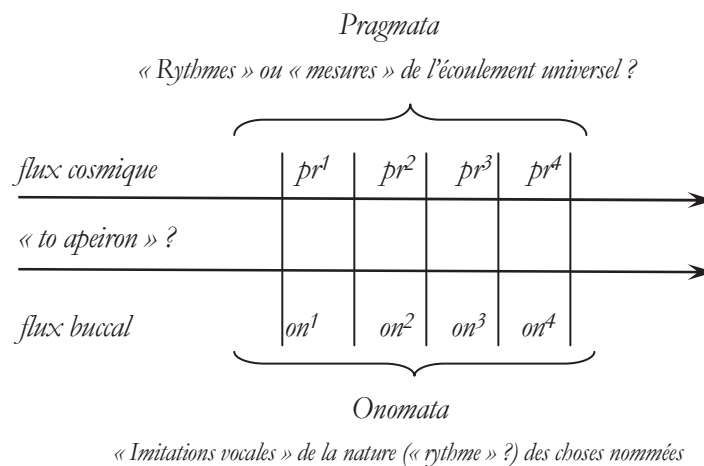 Pragmata
« Rythmes » ou « mesures » de l’écoulement universel ?
flux cosmique pr¹ pr² pr³ pr⁴
« to apeiron » ?
flux buccal on¹ on² on³ on⁴
Onomata
« Imitations vocales » de la nature (« rythme » ?) des choses nommées